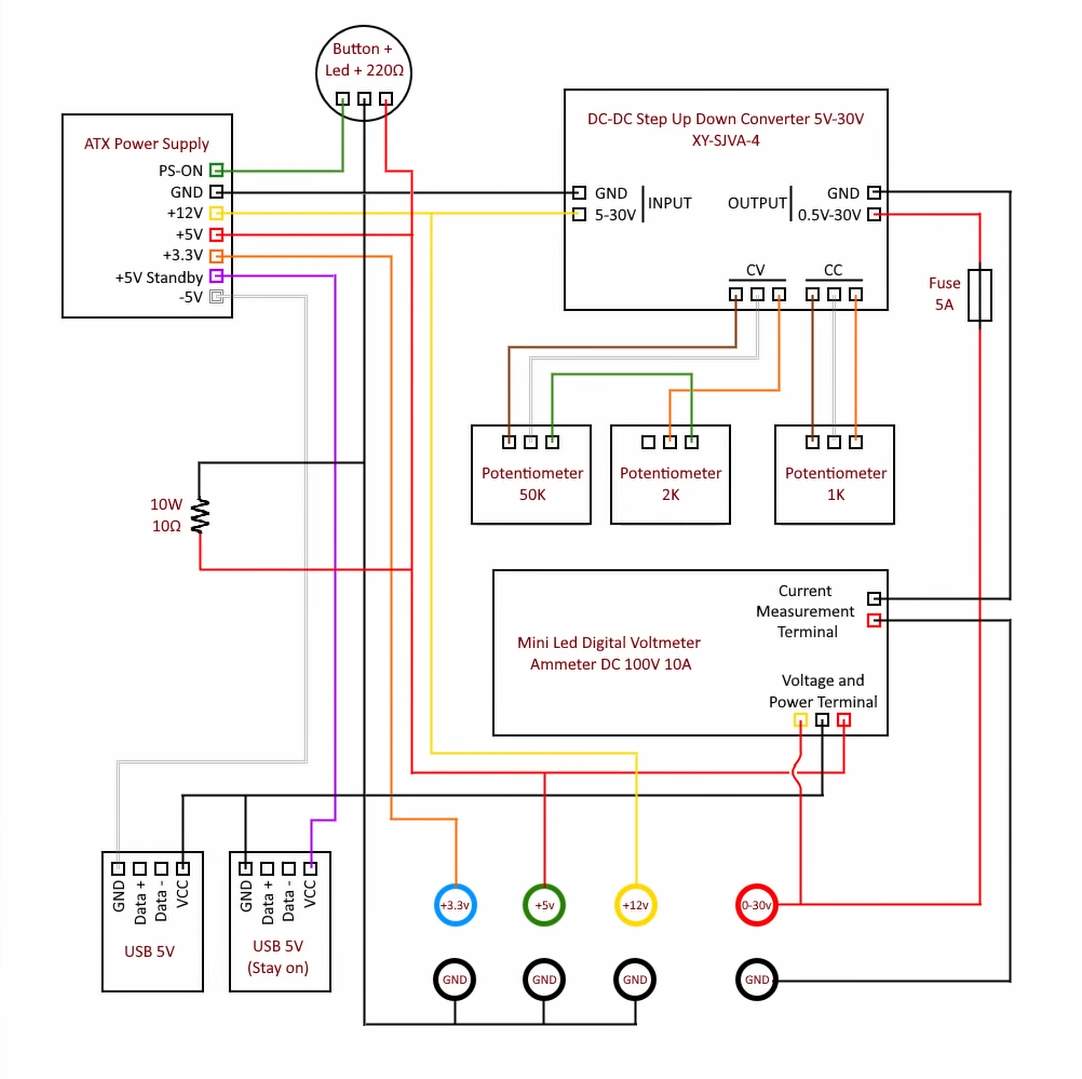 Button +
Led + 220Ω
ATX Power Supply
PS-ON
GND
+12V
+5V
+3.3V
+5V Standby
-5V
DC-DC Step Up Down Converter 5V-30V
XY-SJVA-4
GND
5-30V
INPUT
OUTPUT
GND
0.5V-30V
CV
CC
Fuse
5A
Potentiometer
50K
Potentiometer
2K
Potentiometer
1K
10W
10Ω
Current
Measurement
Terminal
Mini Led Digital Voltmeter
Ammeter DC 100V 10A
Voltage and
Power Terminal
GND
Data +
Data -
VCC
USB 5V
GND
Data +
Data -
VCC
USB 5V
(Stay on)
+3.3v
+5v
+12v
0-30v
GND
GND
GND
GND